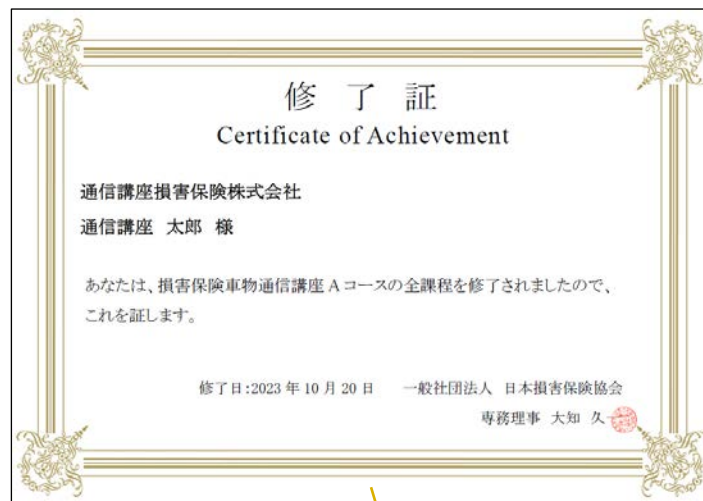 修 了 証
Certificate of Achievement
通信講座損害保険株式会社
通信講座 太郎 様
あなたは、損害保険車物通信講座 A コースの全課程を修了されましたので、
これを証します。
修了日:2023 年 10 月 20 日 一般社団法人 日本損害保険協会
専務理事 大知 久一